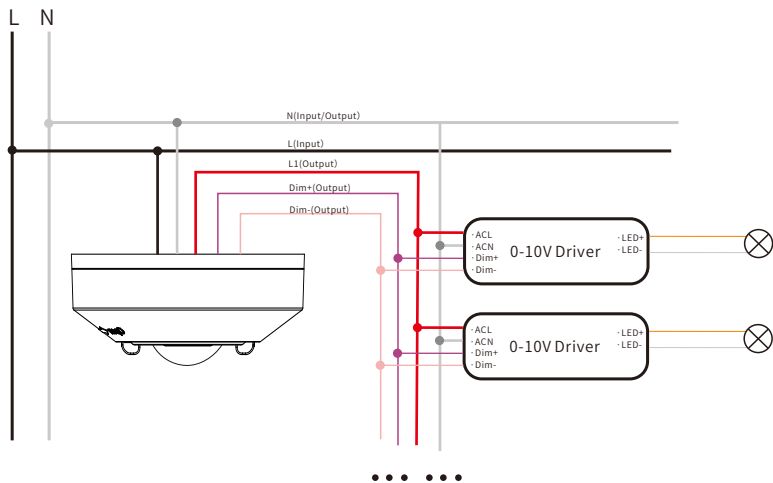 L N
N(Input/Output)
L(Input)
L1(Output)
Dim+(Output)
Dim-(Output)
·ACL
·ACN
·Dim+
·Dim-
0-10V Driver
·LED+
·LED-
·ACL
·ACN
·Dim+
·Dim-
0-10V Driver
·LED+
·LED-
••• •••